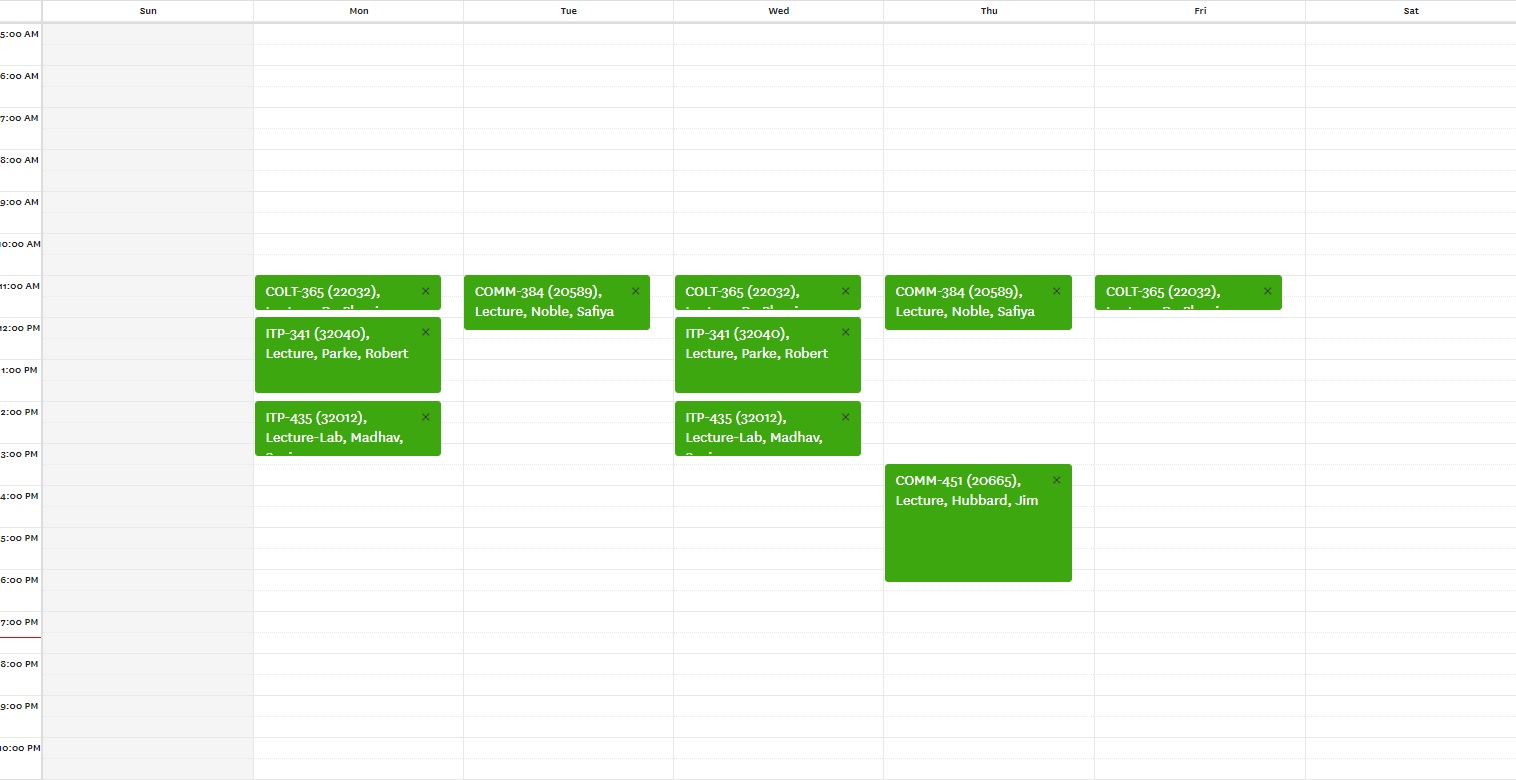 Sun Mon Tue Wed Thu Fri Sat
5:00 AM
6:00 AM
7:00 AM
8:00 AM
9:00 AM
10:00 AM
11:00 AM
12:00 PM
1:00 PM
2:00 PM
3:00 PM
4:00 PM
5:00 PM
6:00 PM
7:00 PM
8:00 PM
9:00 PM
10:00 PM
COLT-365 (22032),
ITP-341 (32040),
Lecture, Parke, Robert
ITP-435 (32012),
Lecture-Lab, Madhav,
COMM-384 (20589),
Lecture, Noble, Safiya
COLT-365 (22032),
ITP-341 (32040),
Lecture, Parke, Robert
ITP-435 (32012),
Lecture-Lab, Madhav,
COMM-384 (20589),
Lecture, Noble, Safiya
COMM-451 (20665),
Lecture, Hubbard, Jim
COLT-365 (22032),